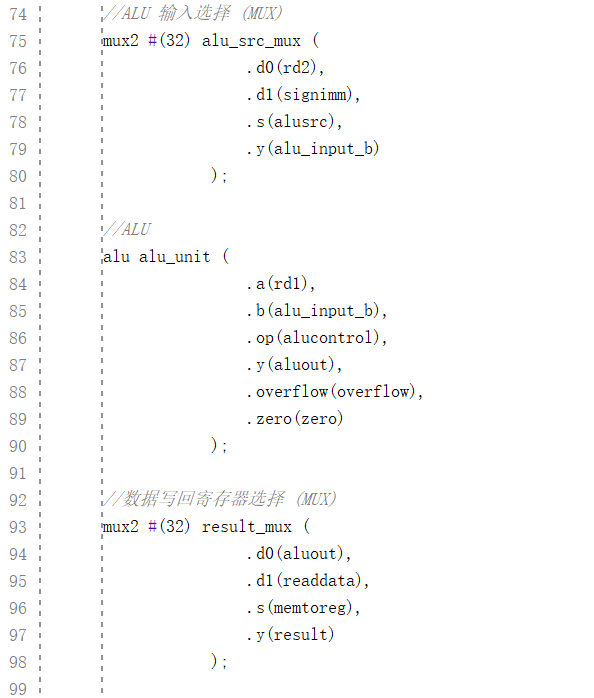 74 //ALU 输入选择 (MUX)
75 mux2 #(32) alu_src_mux (
76 .d0(rd2),
77 .d1(signimm),
78 .s(alusrc),
79 .y(alu_input_b)
80 );
81
82 //ALU
83 alu alu_unit (
84 .a(rd1),
85 .b(alu_input_b),
86 .op(alucontrol),
87 .y(aluout),
88 .overflow(overflow),
89 .zero(zero)
90 );
91
92 //数据写回寄存器选择 (MUX)
93 mux2 #(32) result_mux (
94 .d0(aluout),
95 .d1(readdata),
96 .s(memtoreg),
97 .y(result)
98 );
99